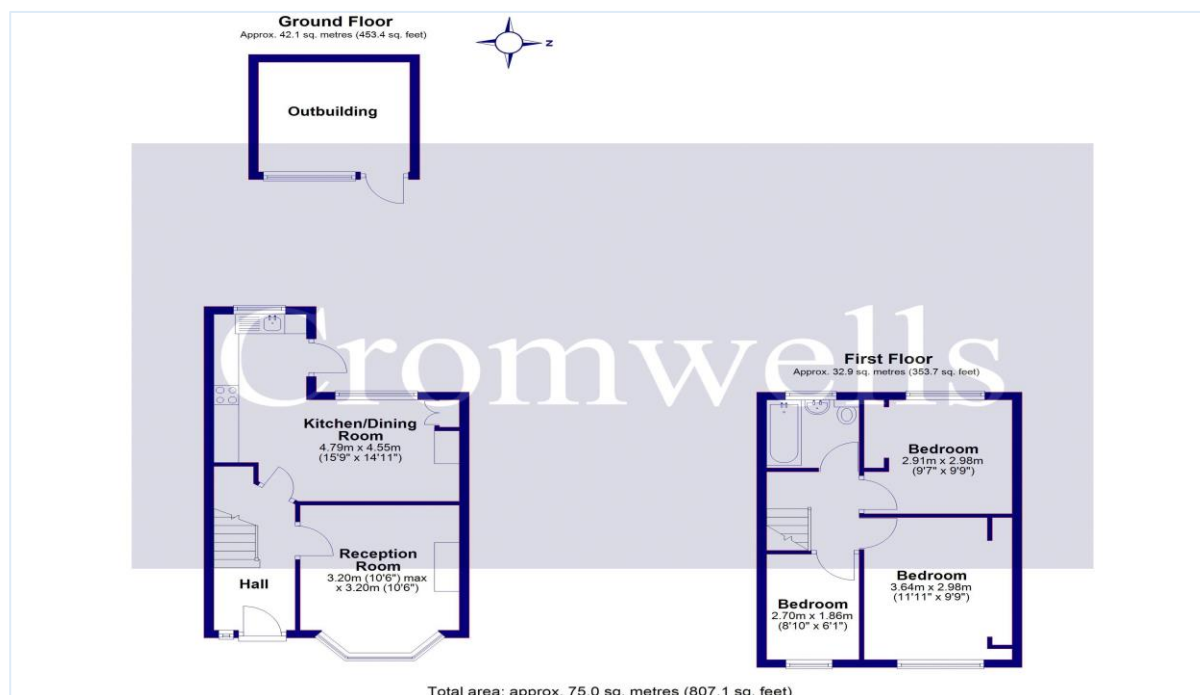 Ground Floor
Approx. 42.1 sq. metres (453.4 sq. feet)
N
Outbuilding
Cromwells
Kitchen/Dining
Room
4.79m x 4.55m
(15'9" x 14'11")
Reception
Room
3.20m (10'6") max
x 3.20m (10'6")
Hall
First Floor
Approx. 32.9 sq. metres (353.7 sq. feet)
Bedroom
2.91m x 2.98m
(9'7" x 9'9")
Bedroom
3.64m x 2.98m
(11'11" x 9'9")
Bedroom
2.70m x 1.86m
(8'10" x 6'1")
Total area: approx. 75.0 sq. metres (807.1 sq. feet)